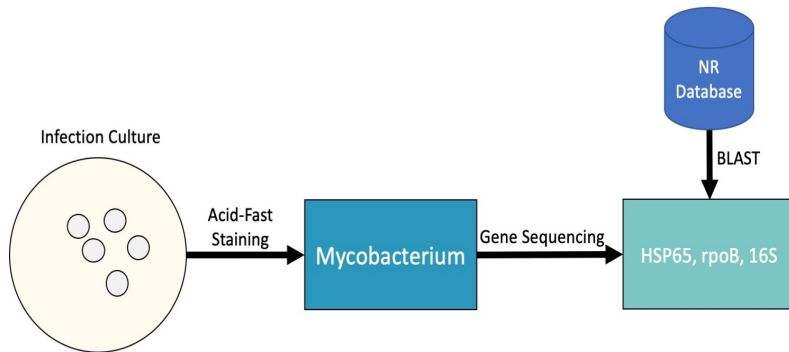 NR
Database
Infection Culture
BLAST
Acid-Fast
Staining
Mycobacterium
Gene Sequencing
HSP65, rpoB, 16S